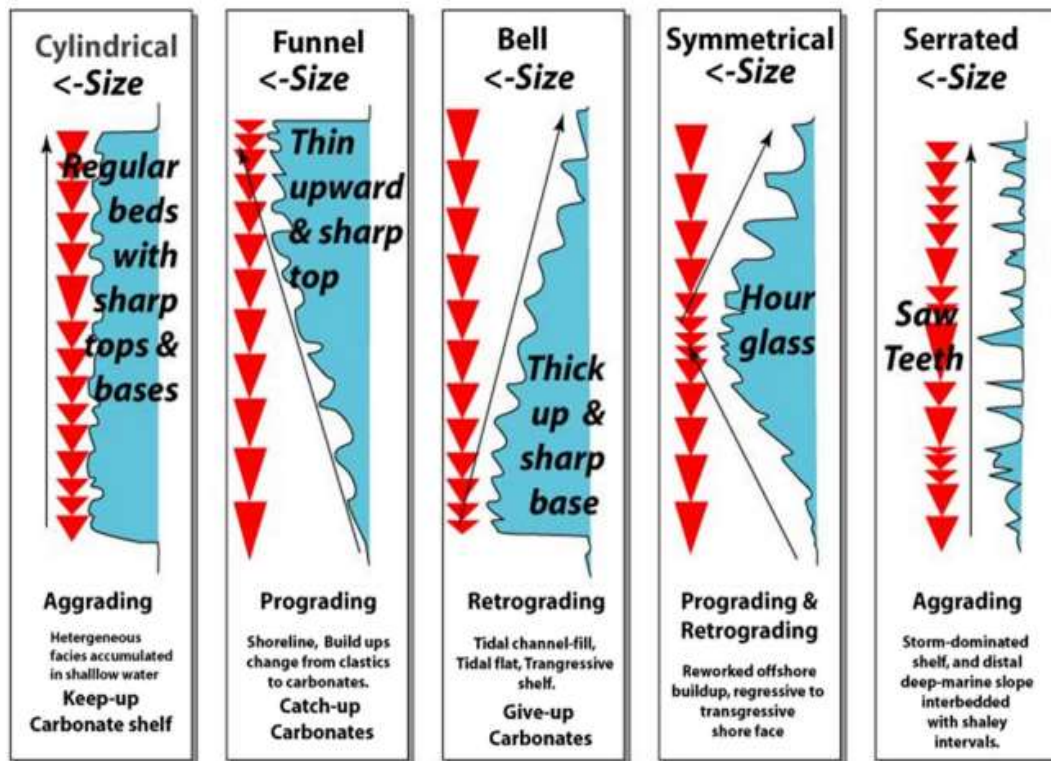 Cylindrical
<-Size
Regular
beds
with
sharp
tops &
bases
Aggrading
Hetergeneous
facies accumulated
in shalllow water
Keep-up
Carbonate shelf
Funnel
<-Size
Thin
upward
& sharp
top
Prograding
Shoreline, Build ups
change from clastics
to carbonates.
Catch-up
Carbonates
Bell
<-Size
Thick
up &
sharp
base
Retrograding
Tidal channel-fill,
Tidal flat, Trangressive
shelf.
Give-up
Carbonates
Symmetrical
<-Size
Hour
glass
Prograding &
Retrograding
Reworked offshore
buildup, regressive to
transgressive
shore face
Serrated
<-Size
Saw
Teeth
Aggrading
Storm-dominated
shelf, and distal
deep-marine slope
interbedded
with shaley
intervals.